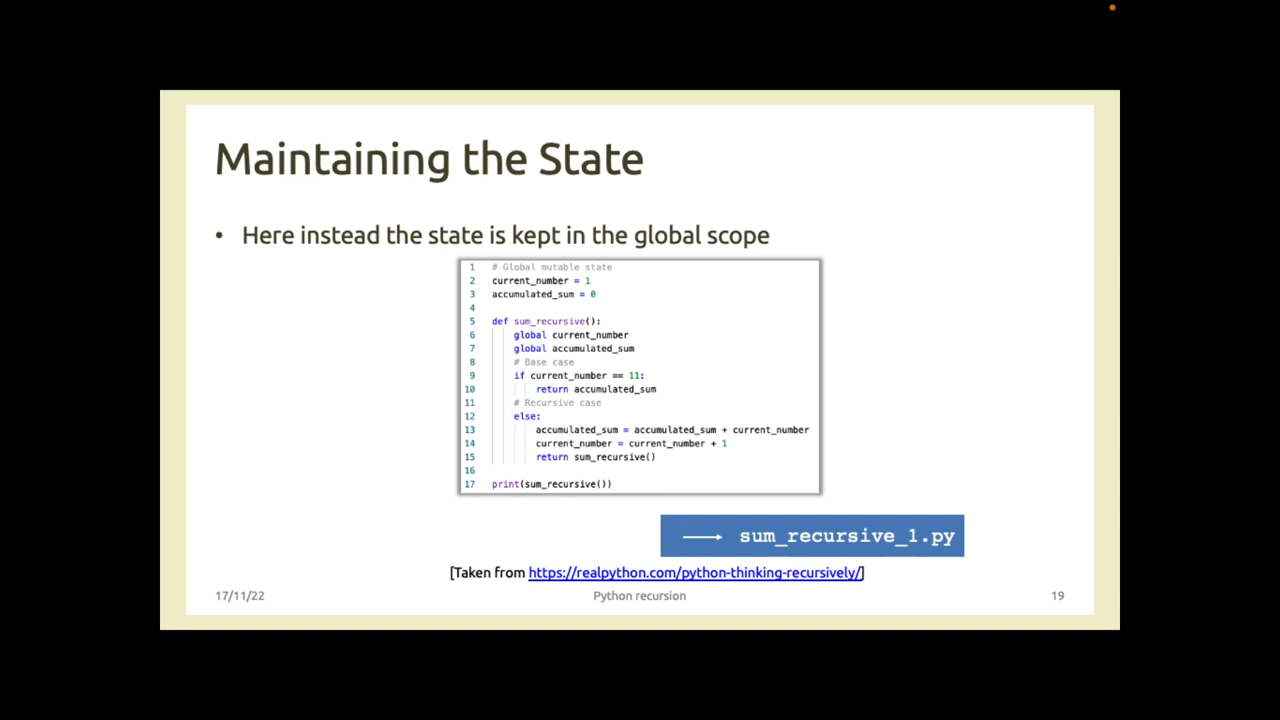 Maintaining the State
• Here instead the state is kept in the global scope
1 # Global mutable state
2 current_number = 1
3 accumulated_sum = 0
4
5 def sum_recursive():
6 global current_number
7 global accumulated_sum
8 # Base case
9 if current_number == 11:
10 return accumulated_sum
11 # Recursive case
12 else:
13 accumulated_sum = accumulated_sum + current_number
14 current_number = current_number + 1
15 return sum_recursive()
16
17 print(sum_recursive())
sum_recursive_1.py
[Taken from https://realpython.com/python-thinking-recursively/]
17/11/22 Python recursion 19